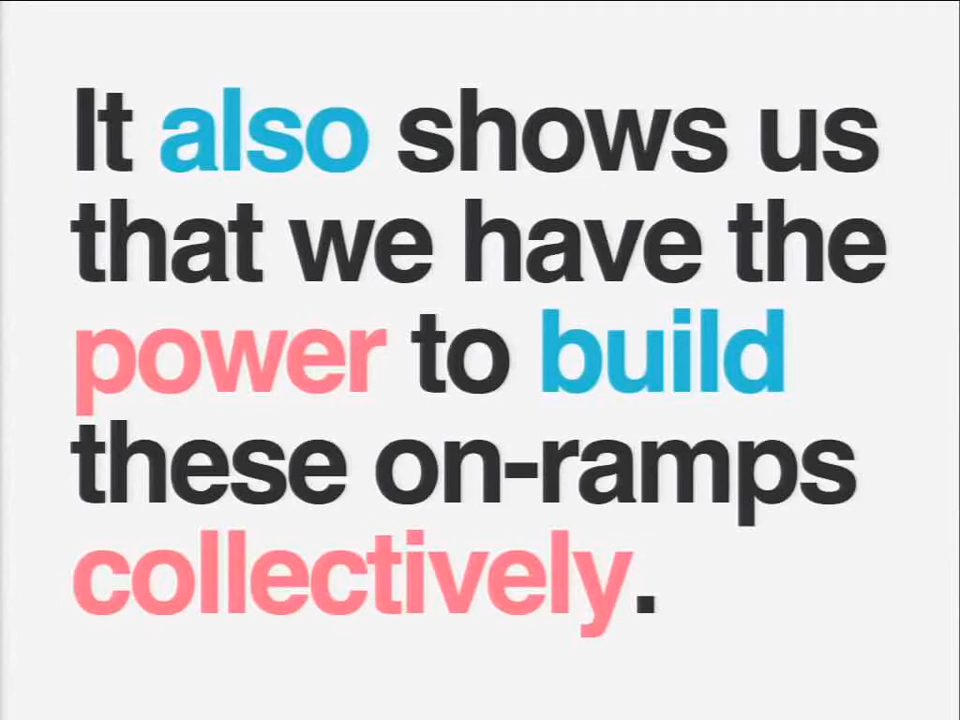 It also shows us
that we have the
power to build
these on-ramps
collectively.